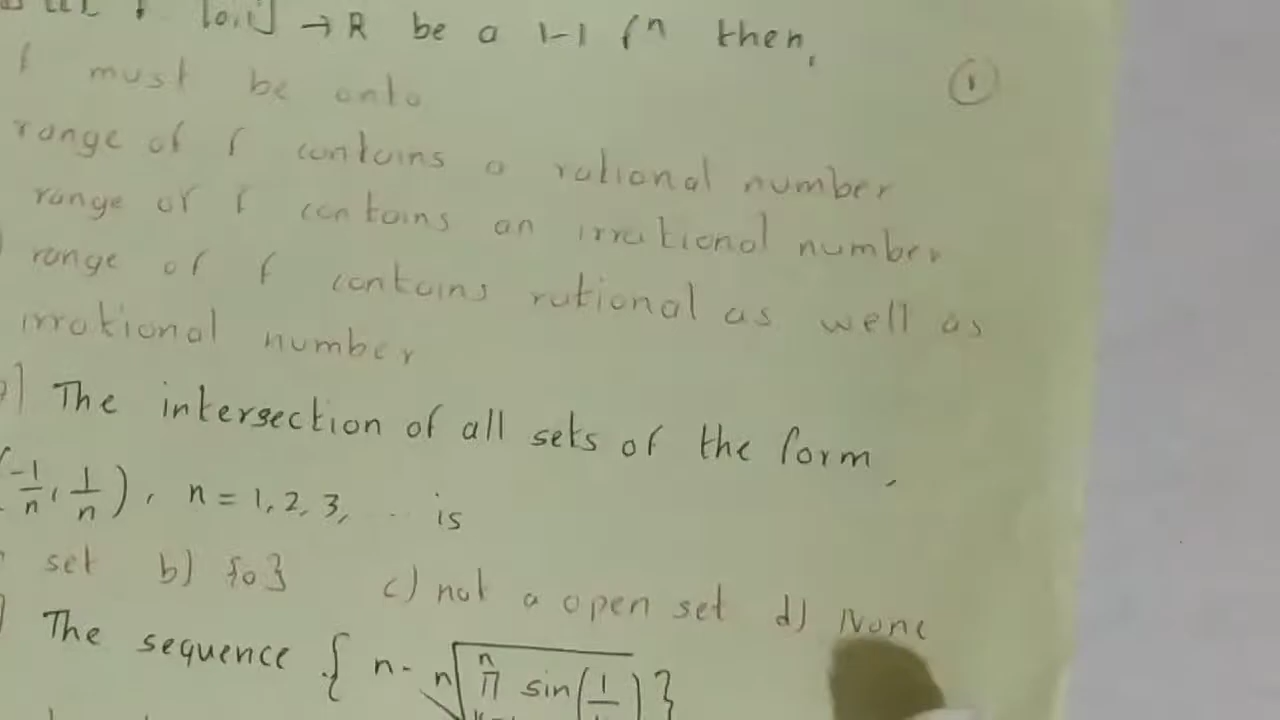 [0,1] → R be a 1-1 fⁿ then,
①
f must be onto
range of f contains a rational number
range of f contains an irrational number
range of f contains rational as well as
irrational number
The intersection of all sets of the form,
(-1/n, 1/n), n = 1, 2, 3, .. is
set b) {0} c) not a open set d) None
The sequence { n - n√ n Π sin(1/ ) }